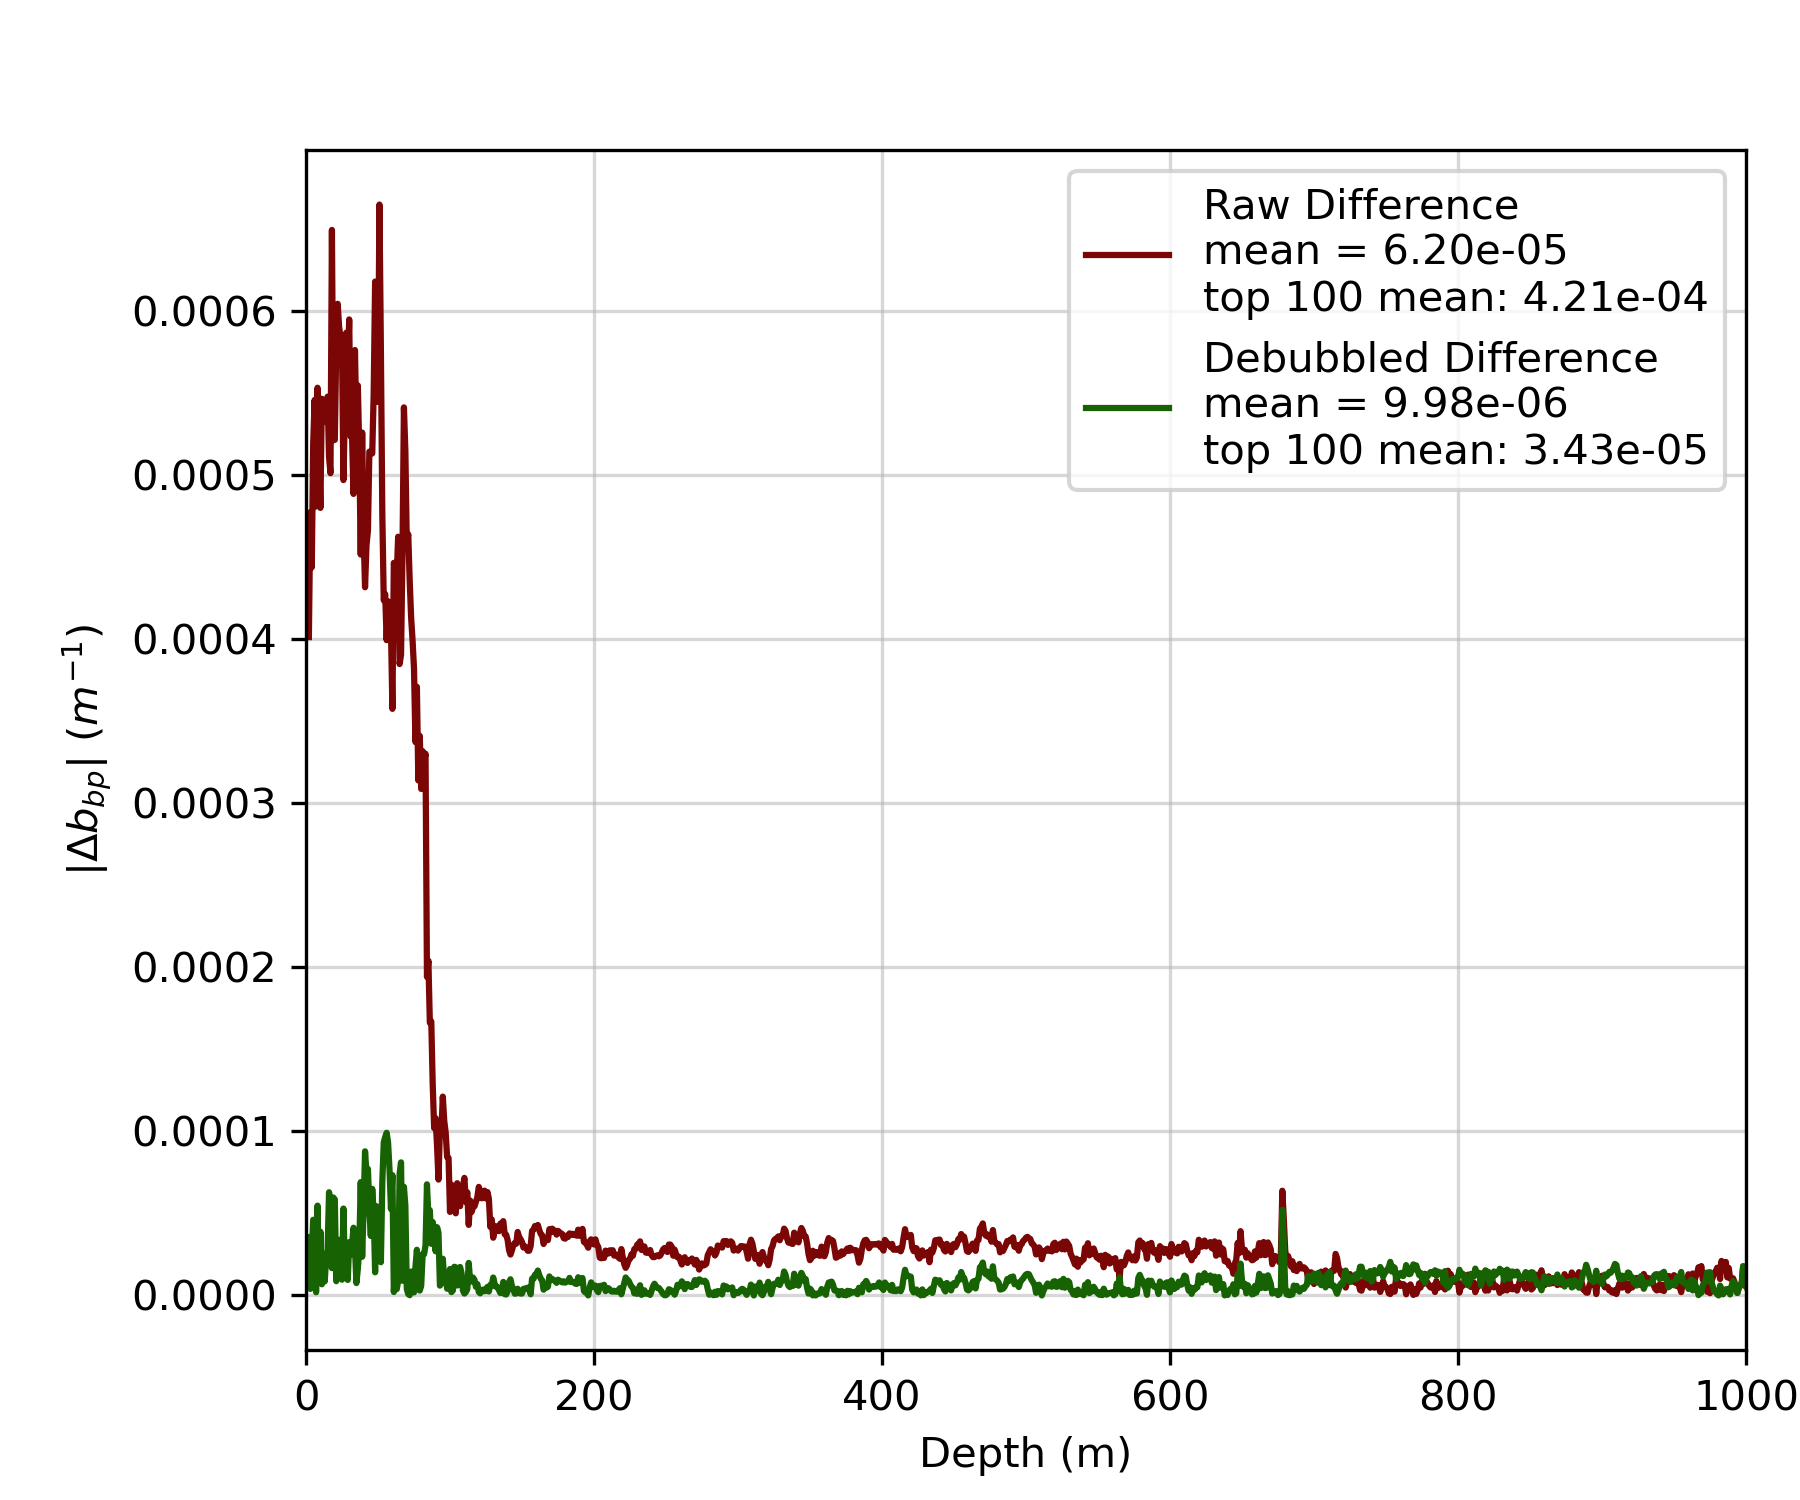 Raw Difference
mean = 6.20e-05
top 100 mean: 4.21e-04
Debubbled Difference
mean = 9.98e-06
top 100 mean: 3.43e-05
0.0006
0.0005
0.0004
0.0003
0.0002
0.0001
0.0000
|Δb_{bp}| (m^{−1})
0 200 400 600 800 1000
Depth (m)